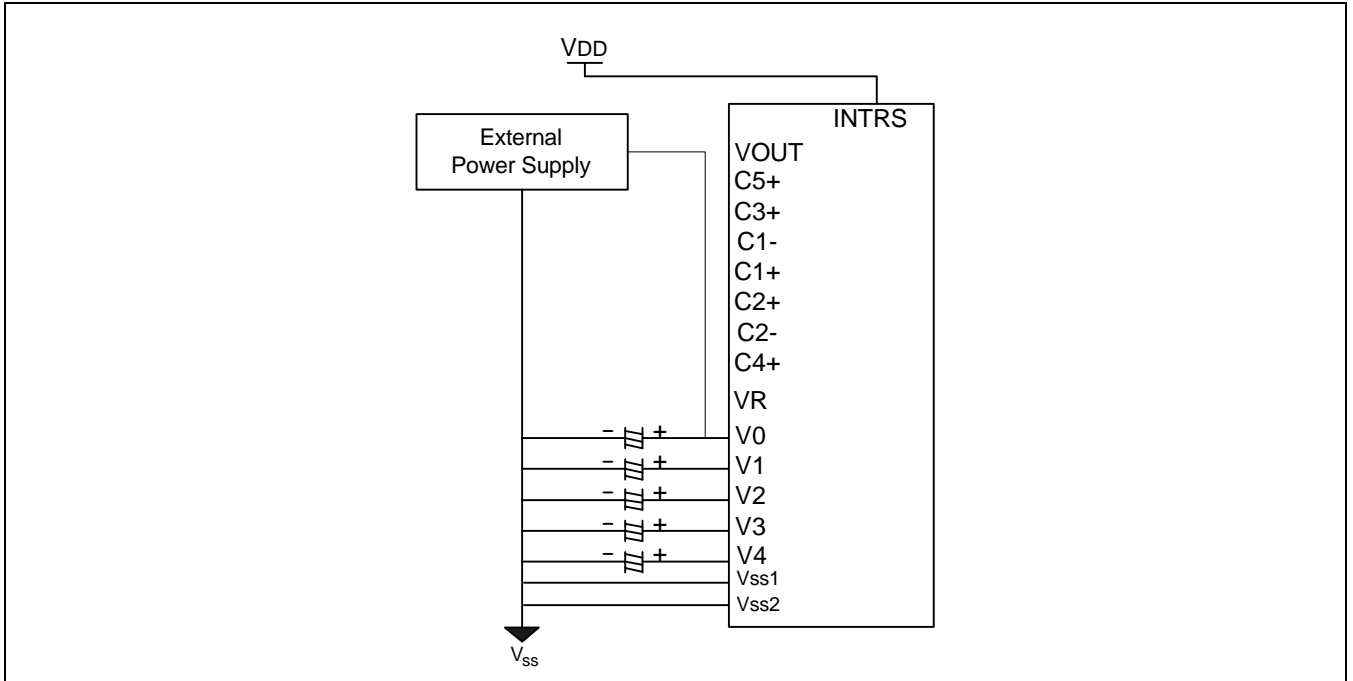 VDD
INTRS
External
Power Supply
VOUT
C5+
C3+
C1-
C1+
C2+
C2-
C4+
VR
- + V0
- + V1
- + V2
- + V3
- + V4
Vss1
Vss2
Vss